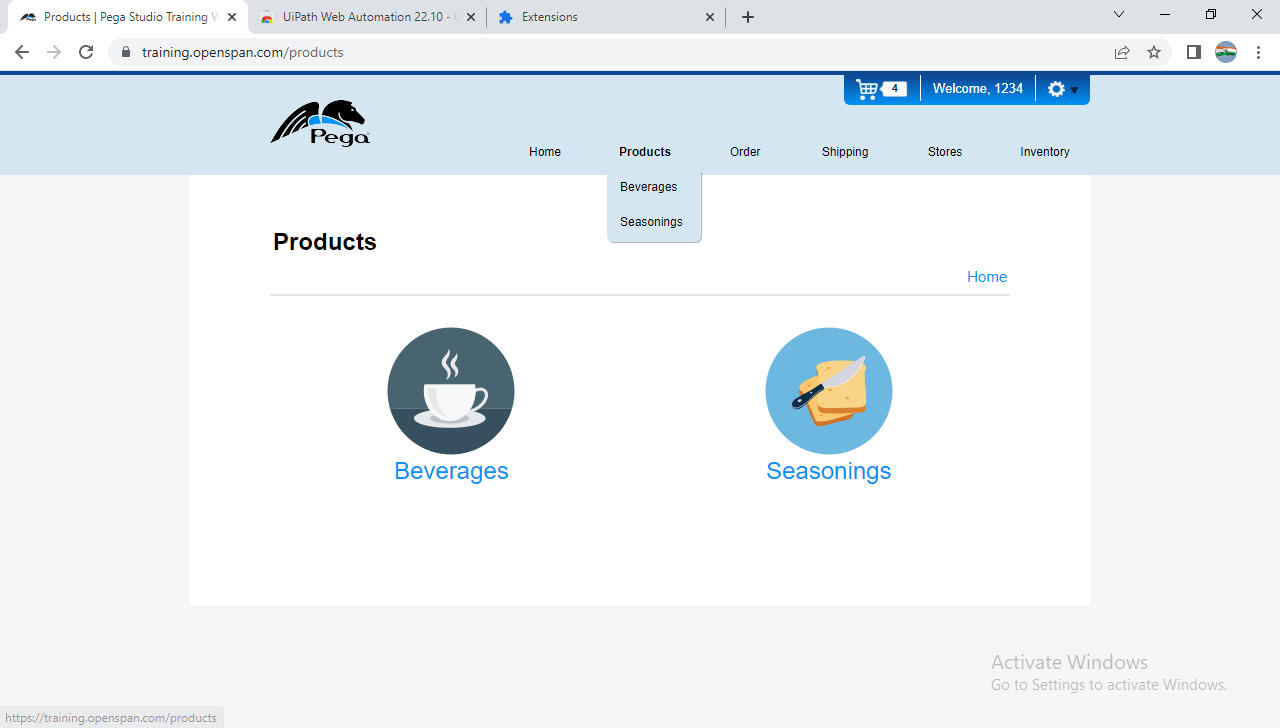 Products | Pega Studio Training W
UiPath Web Automation 22.10 -
Extensions
training.openspan.com/products
4
Welcome, 1234
Pega
Home
Products
Order
Shipping
Stores
Inventory
Beverages
Seasonings
Products
Home
Beverages
Seasonings
Activate Windows
Go to Settings to activate Windows.
https://training.openspan.com/products